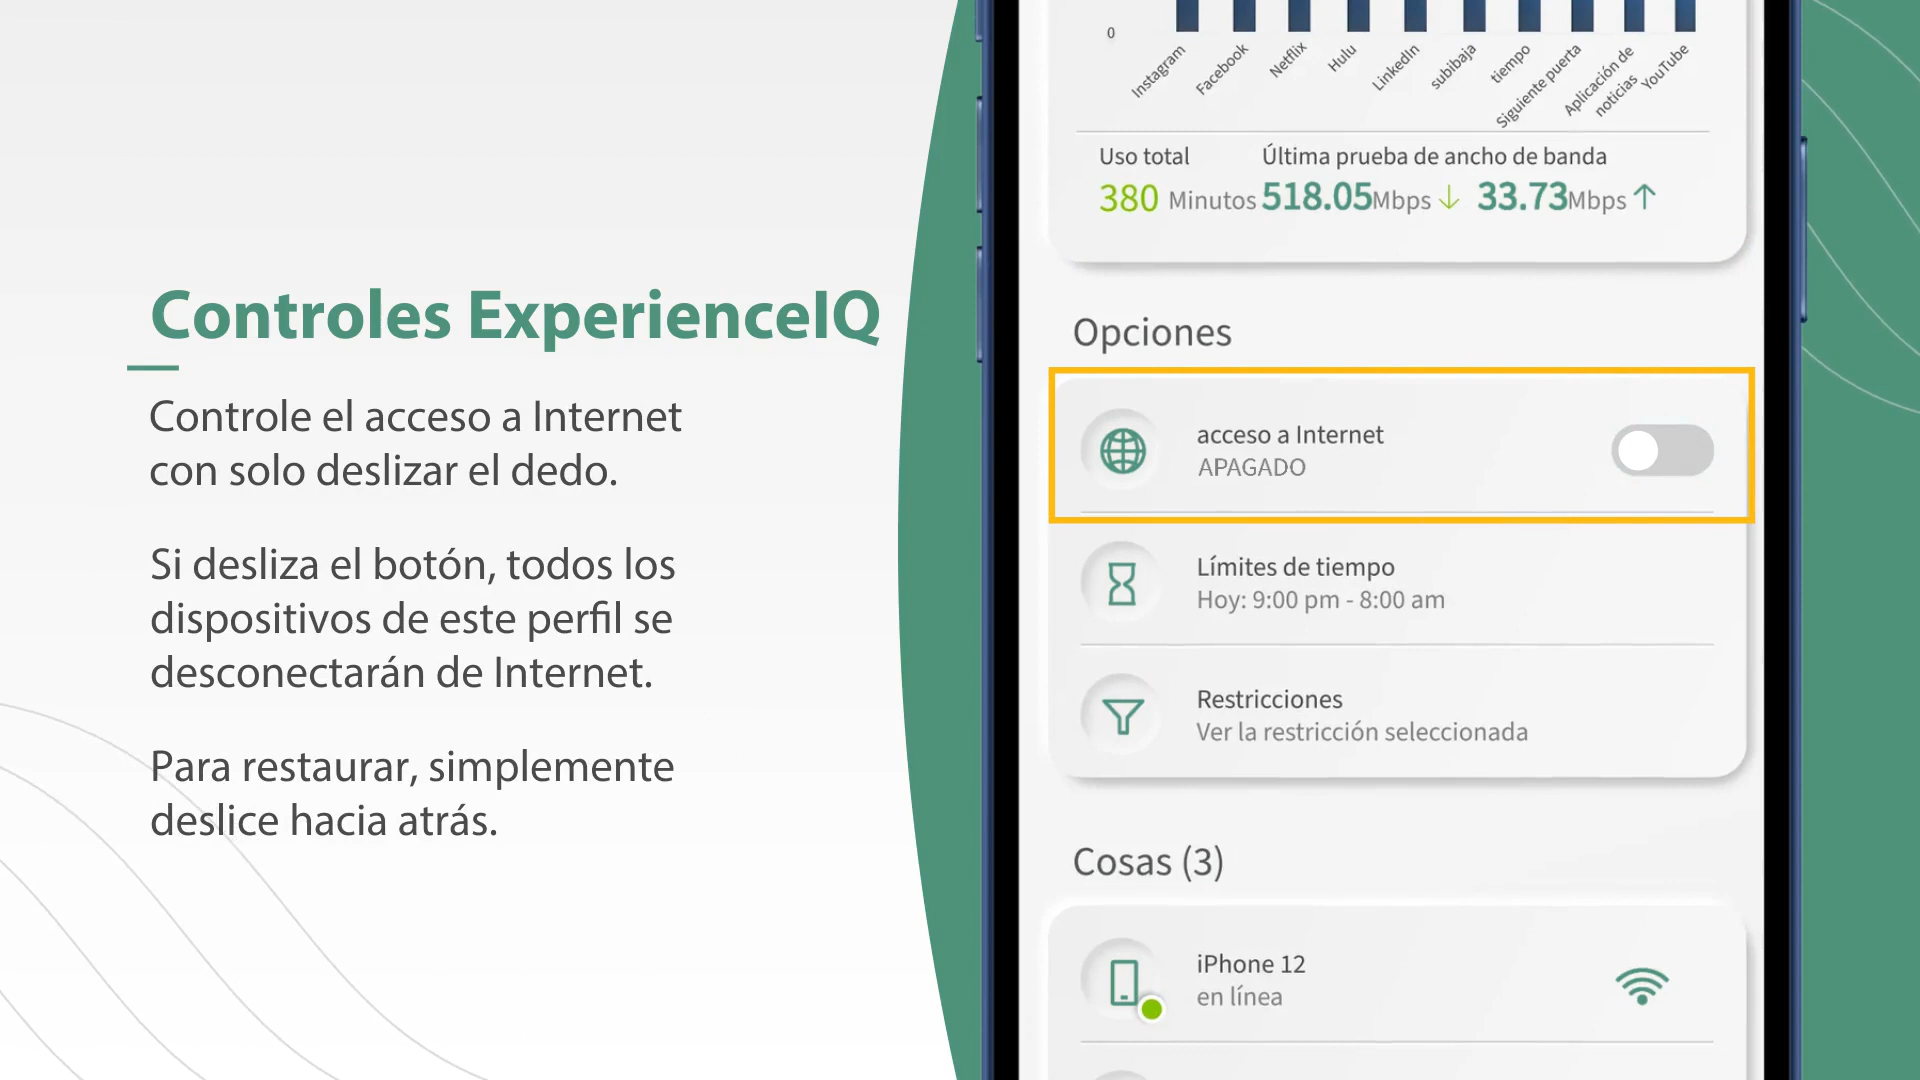 Controles ExperienceIQ
Controle el acceso a Internet
con solo deslizar el dedo.
Si desliza el botón, todos los
dispositivos de este perfil se
desconectarán de Internet.
Para restaurar, simplemente
deslice hacia atrás.
0
Instagram
Facebook
Netflix
Hulu
LinkedIn
subibaja
tiempo
Siguiente puerta
Aplicación de
noticias
YouTube
Uso total
Última prueba de ancho de banda
380 Minutos 518.05Mbps ↓ 33.73Mbps ↑
Opciones
acceso a Internet
APAGADO
Límites de tiempo
Hoy: 9:00 pm - 8:00 am
Restricciones
Ver la restricción seleccionada
Cosas (3)
iPhone 12
en línea